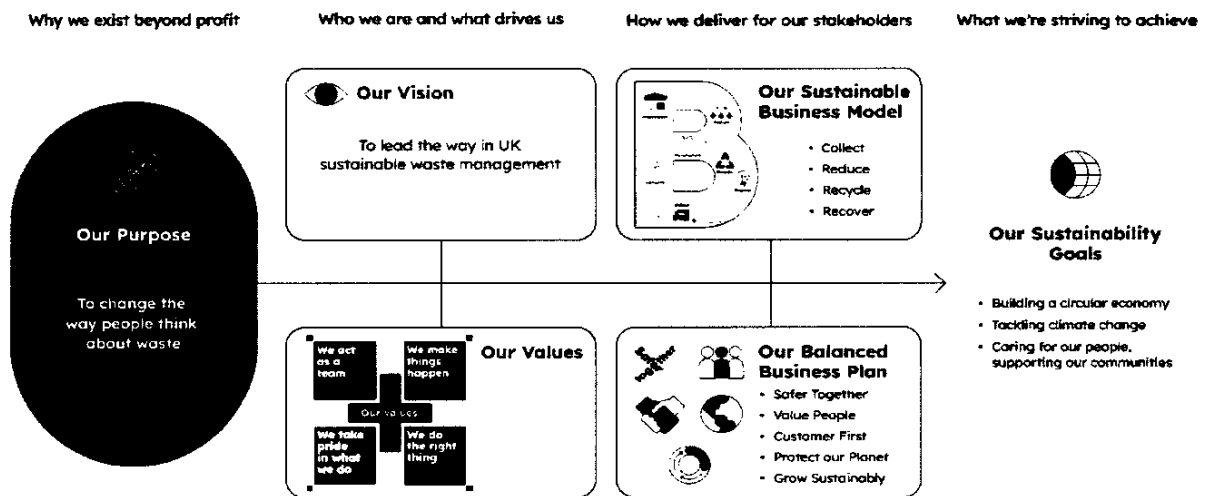 Why we exist beyond profit
Who we are and what drives us
How we deliver for our stakeholders
What we're striving to achieve
Our Purpose
To change the
way people think
about waste
Our Vision
To lead the way in UK
sustainable waste management
We act
as a
team
We make
things
happen
Our values
We take
pride
in what
we do
We do
the right
thing
Our Values
Our Sustainable
Business Model
• Collect
• Reduce
• Recycle
• Recover
Our Balanced
Business Plan
• Safer Together
• Value People
• Customer First
• Protect our Planet
• Grow Sustainably
Our Sustainability
Goals
• Building a circular economy
• Tackling climate change
• Caring for our people,
supporting our communities